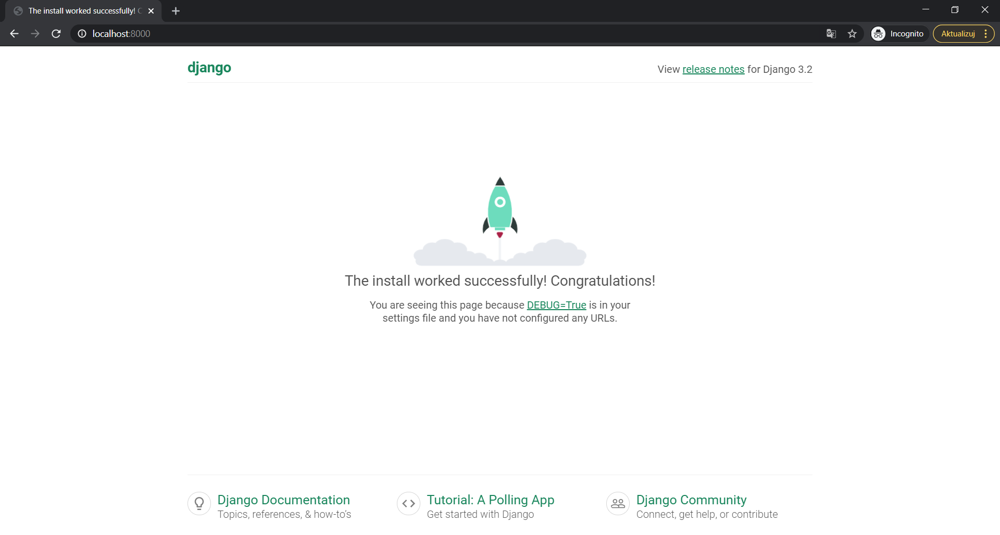 The install worked successfully! C
localhost:8000
Incognito
Aktualizuj
django
View release notes for Django 3.2
The install worked successfully! Congratulations!
You are seeing this page because DEBUG=True is in your
settings file and you have not configured any URLs.
Django Documentation
Topics, references, & how-to’s
Tutorial: A Polling App
Get started with Django
Django Community
Connect, get help, or contribute